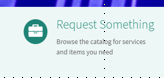 Request Something
Browse the catalog for services
and items you need